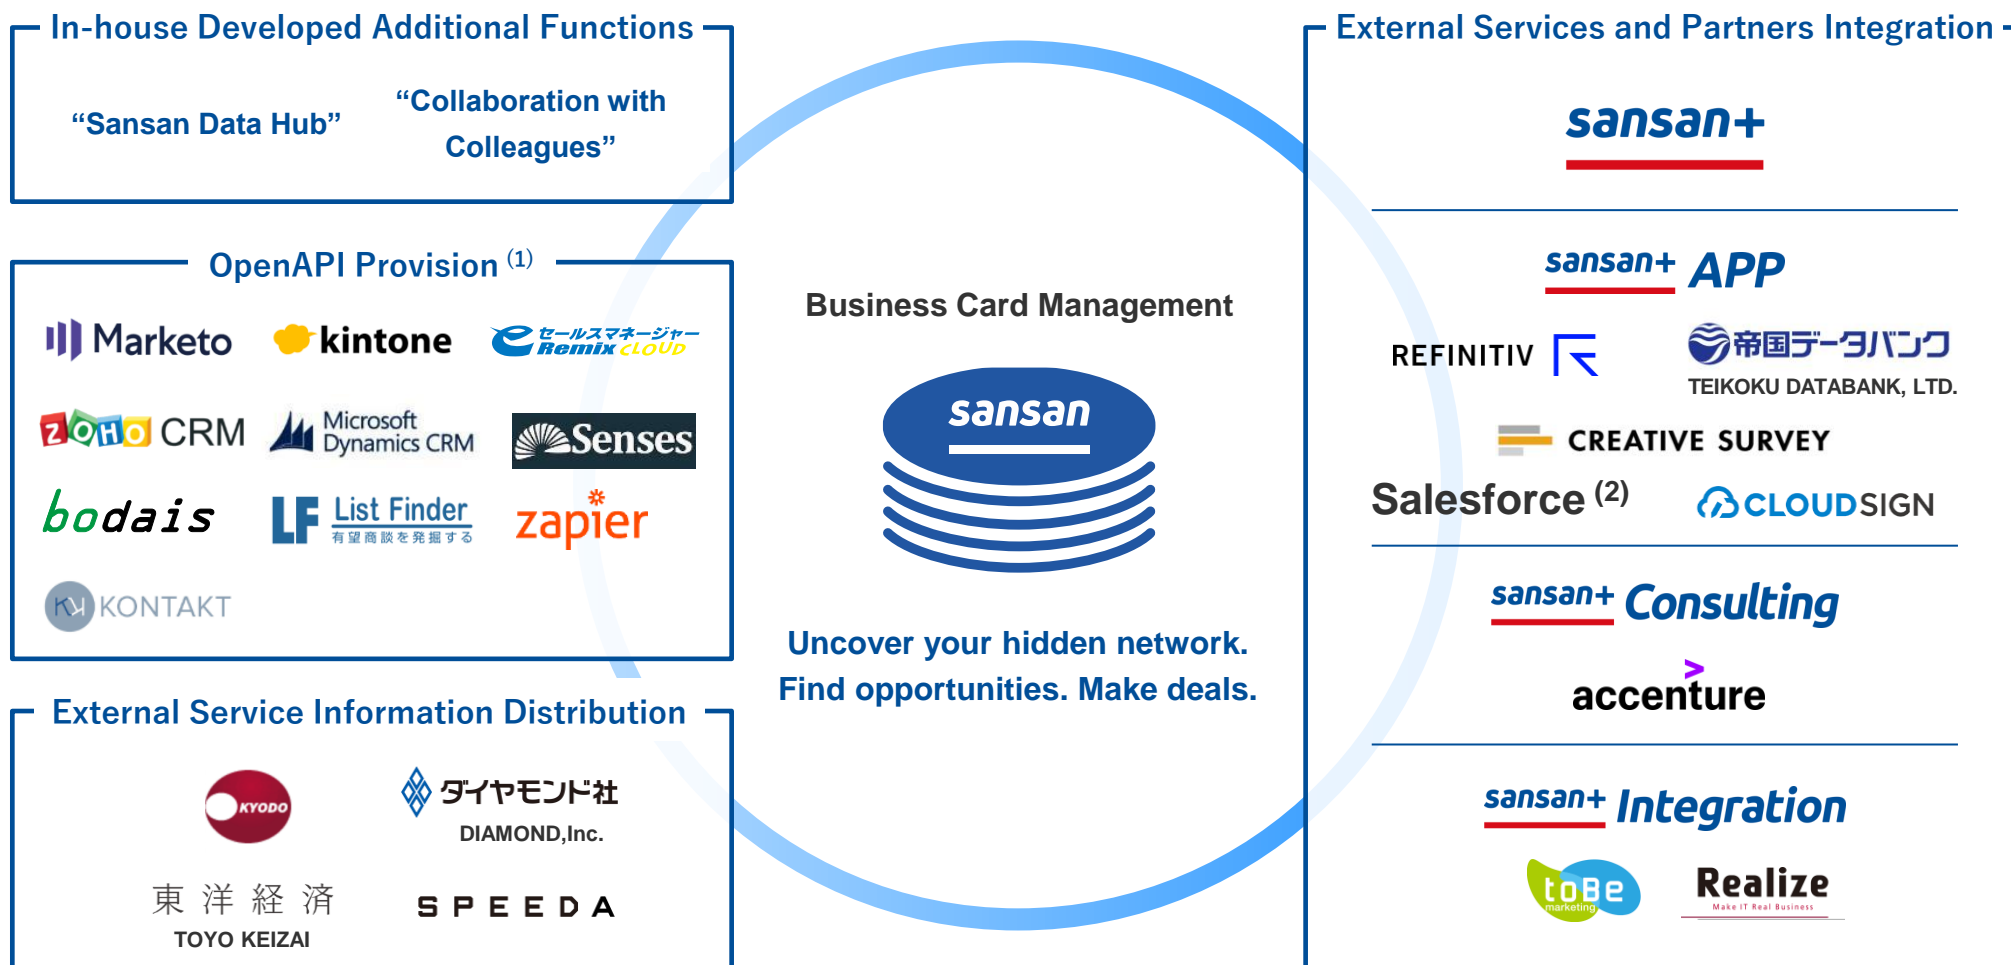 In-house Developed Additional Functions
“Sansan Data Hub”
“Collaboration with
Colleagues”
OpenAPI Provision (1)
Marketo
kintone
eセールスマネージャー
Remix CLOUD
ZOHO CRM
Microsoft
Dynamics CRM
Senses
bodais
LF List Finder
有望商談を発掘する
zapier
KK KONTAKT
External Service Information Distribution
KYODO
ダイヤモンド社
DIAMOND,Inc.
東洋経済
TOYO KEIZAI
SPEEDA
Business Card Management
sansan
Uncover your hidden network.
Find opportunities. Make deals.
External Services and Partners Integration
sansan+
sansan+ APP
REFINITIV
帝国データバンク
TEIKOKU DATABANK, LTD.
CREATIVE SURVEY
Salesforce (2)
CLOUDSIGN
sansan+ Consulting
accenture
sansan+ Integration
toBe
marketing
Realize
Make IT Real Business